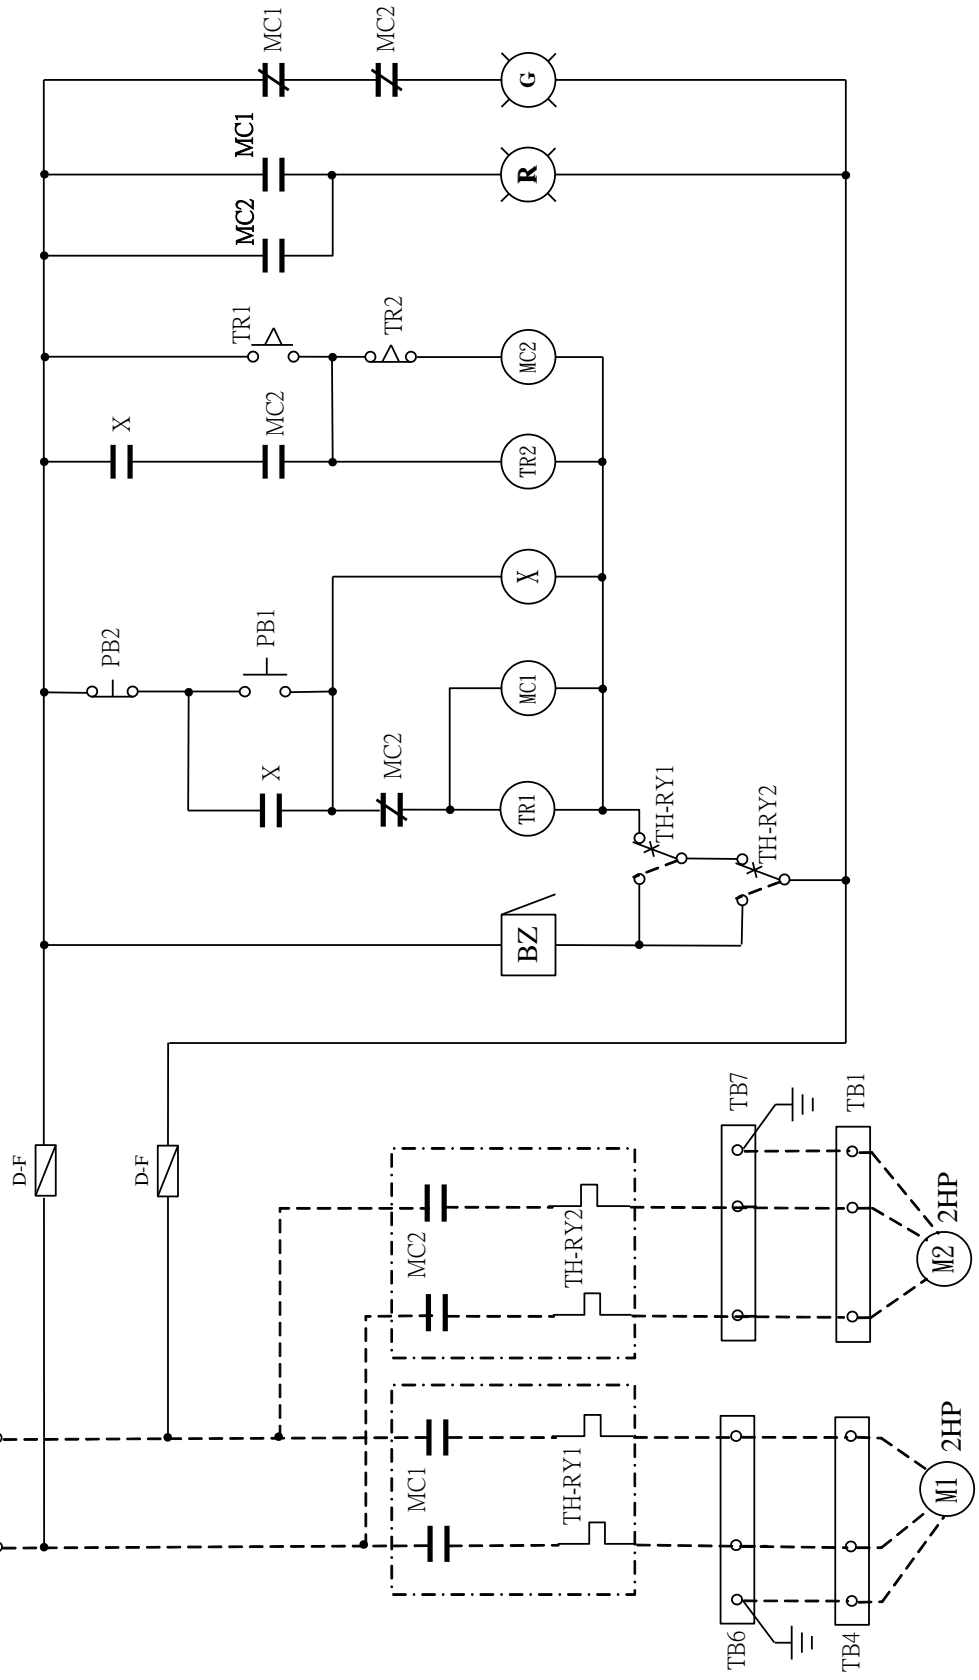 MC1
MC2
G
MC1
R
MC2
TR1
TR2
MC2
X
MC2
TR2
X
PB2
PB1
MC1
X
MC2
TR1
TH-RY1
TH-RY2
BZ
D-F
D-F
TB7
TB1
MC2
TH-RY2
M2
2HP
MC1
TH-RY1
M1
2HP
TB6
TB4